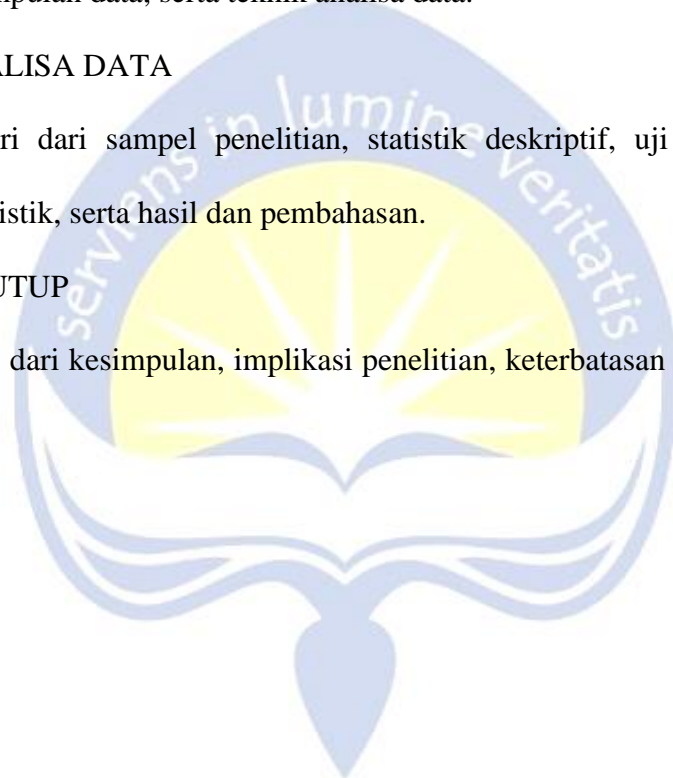 mpulan data, serta teknik analisa data.
ALISA DATA
ri dari sampel penelitian, statistik deskriptif, uji
istik, serta hasil dan pembahasan.
UTUP
dari kesimpulan, implikasi penelitian, keterbatasan
serviens in lumine veritatis